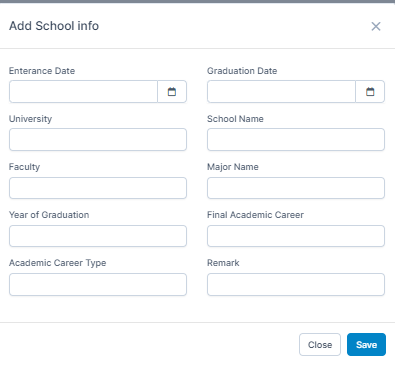 Add School info
Enterance Date
Graduation Date
University
School Name
Faculty
Major Name
Year of Graduation
Final Academic Career
Academic Career Type
Remark
Close
Save